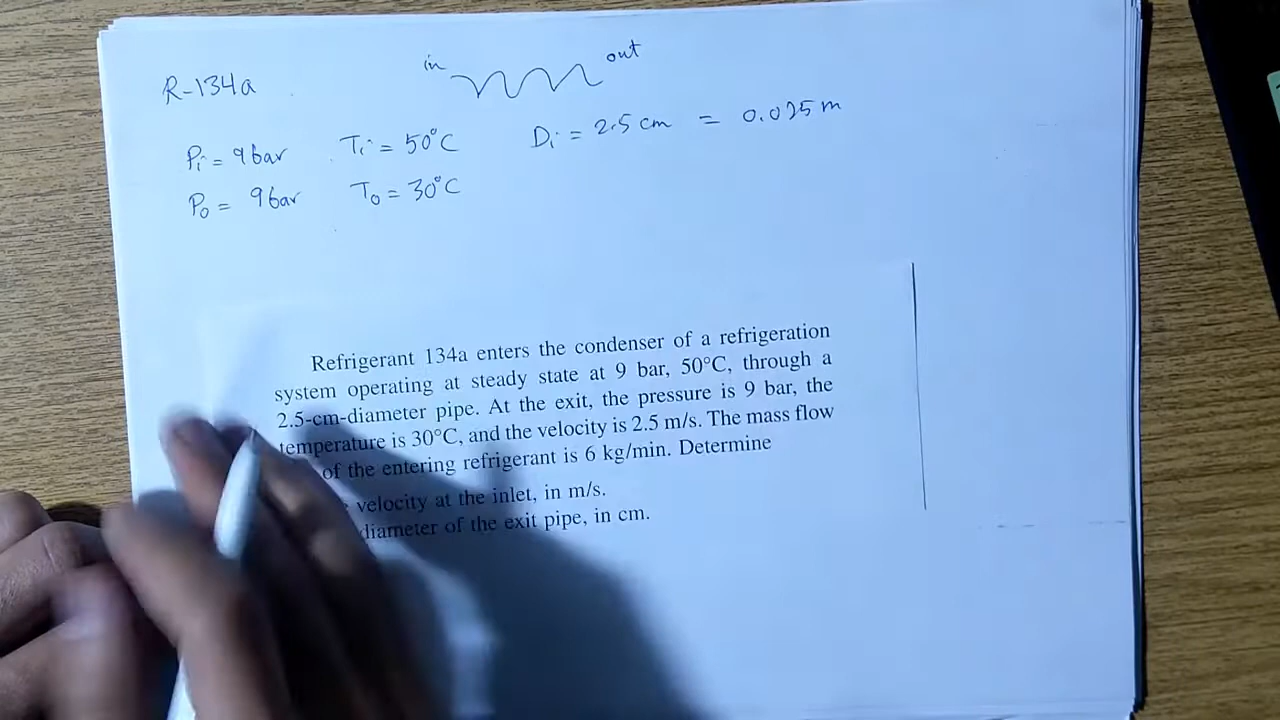 in out
R-134a
Pi = 9 bar Ti = 50°C Di = 2.5 cm = 0.025 m
Po = 9 bar To = 30°C
Refrigerant 134a enters the condenser of a refrigeration
system operating at steady state at 9 bar, 50°C, through a
2.5-cm-diameter pipe. At the exit, the pressure is 9 bar, the
temperature is 30°C, and the velocity is 2.5 m/s. The mass flow
of the entering refrigerant is 6 kg/min. Determine
velocity at the inlet, in m/s.
diameter of the exit pipe, in cm.